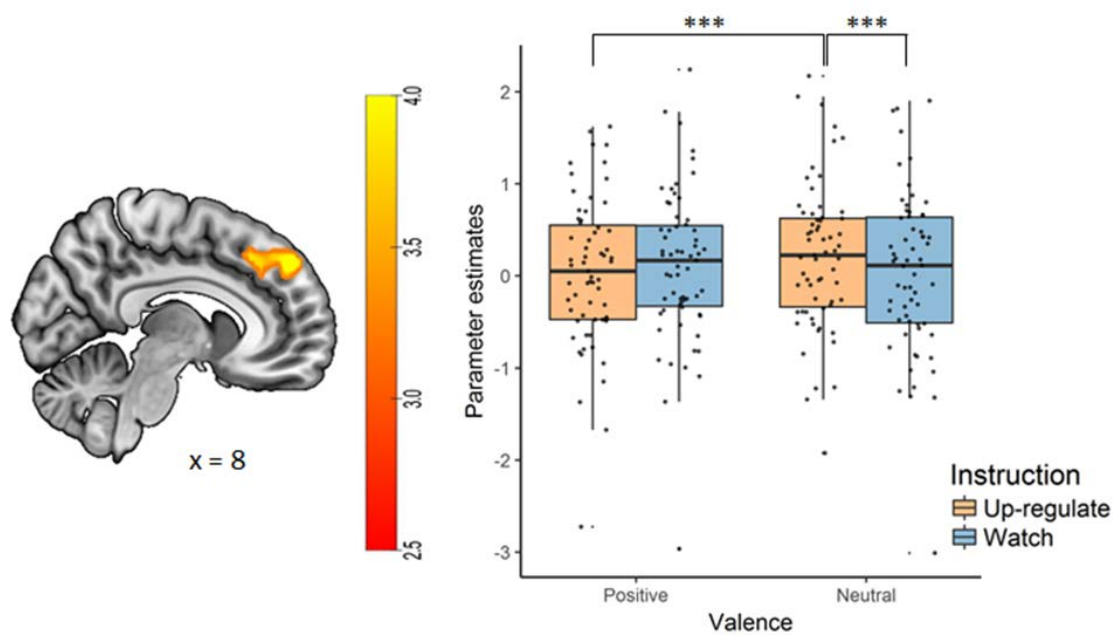 x = 8
4.0
3.5
3.0
2.5
*** ***
Parameter estimates
2
1
0
-1
-2
-3
Positive Neutral
Valence
Instruction
Up-regulate
Watch